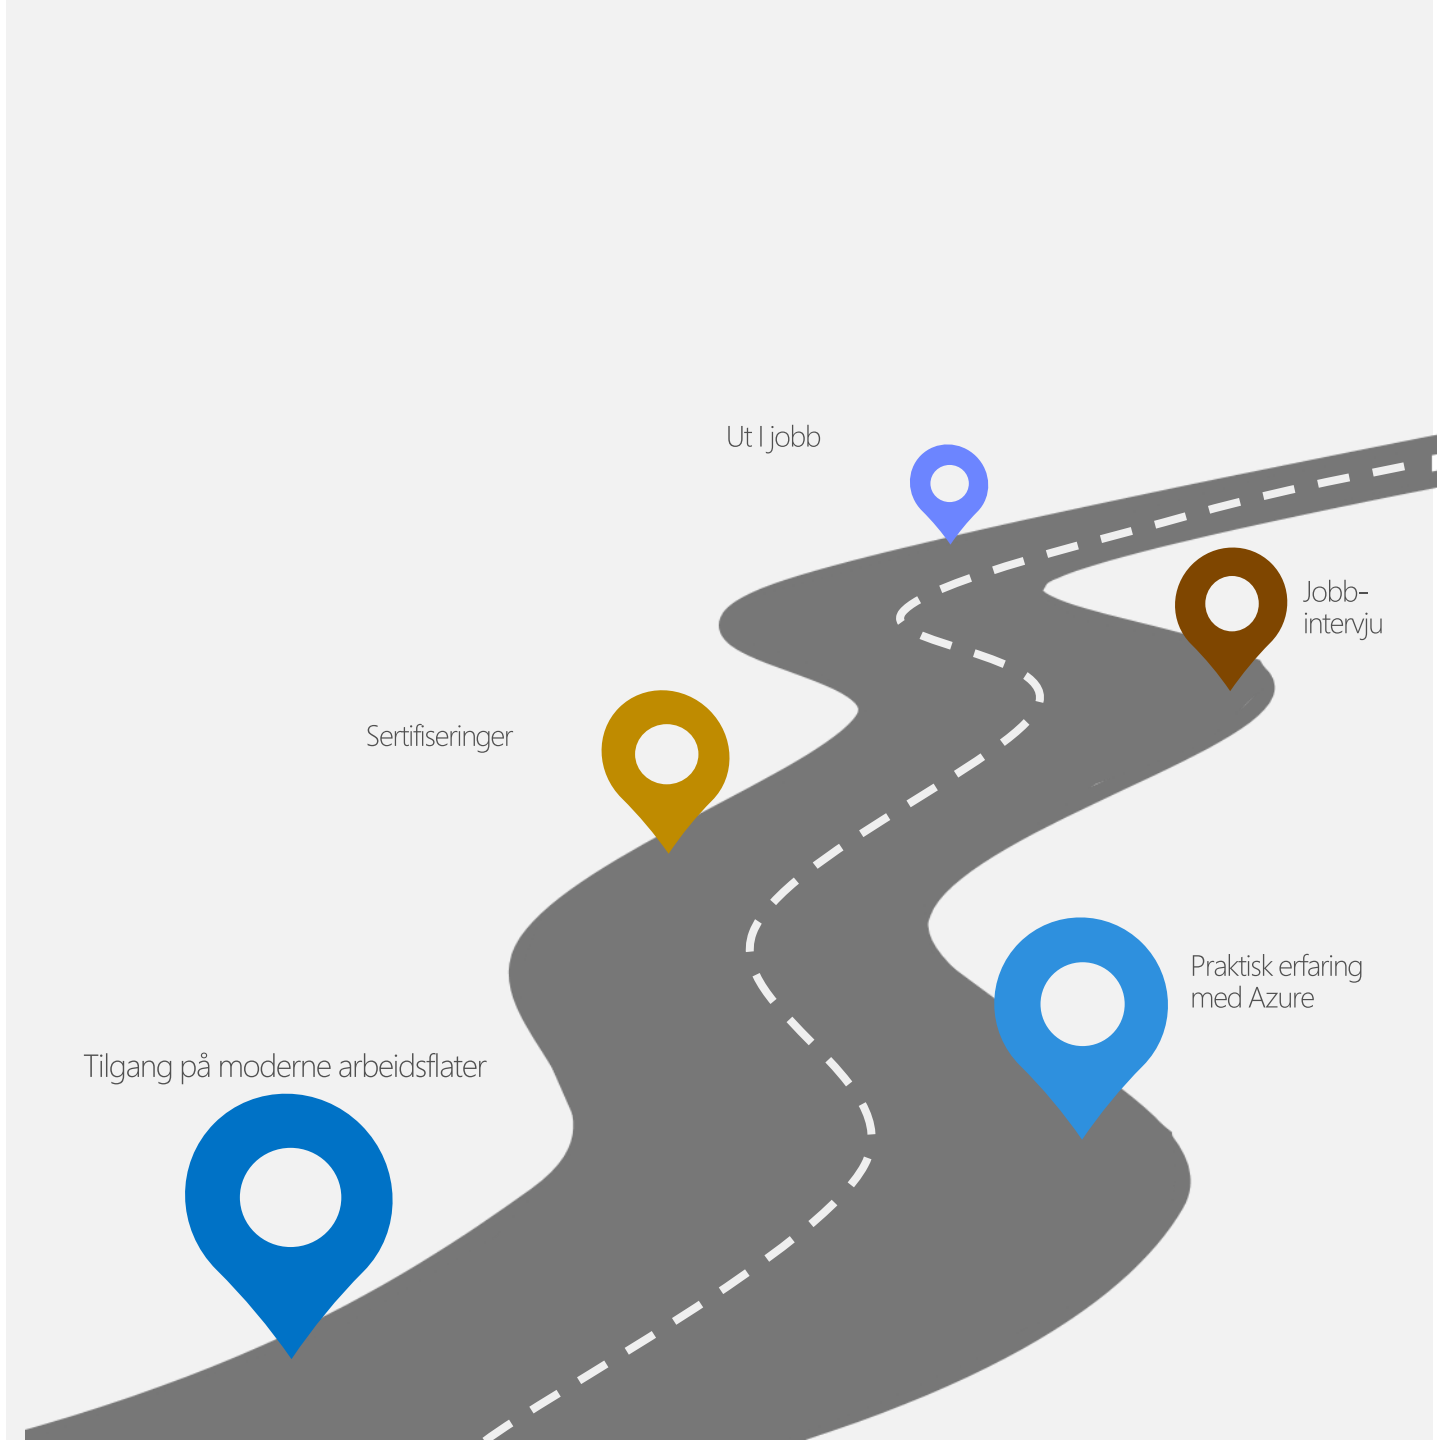 Ut I jobb
Jobb-
intervju
Sertifiseringer
Praktisk erfaring
med Azure
Tilgang på moderne arbeidsflater